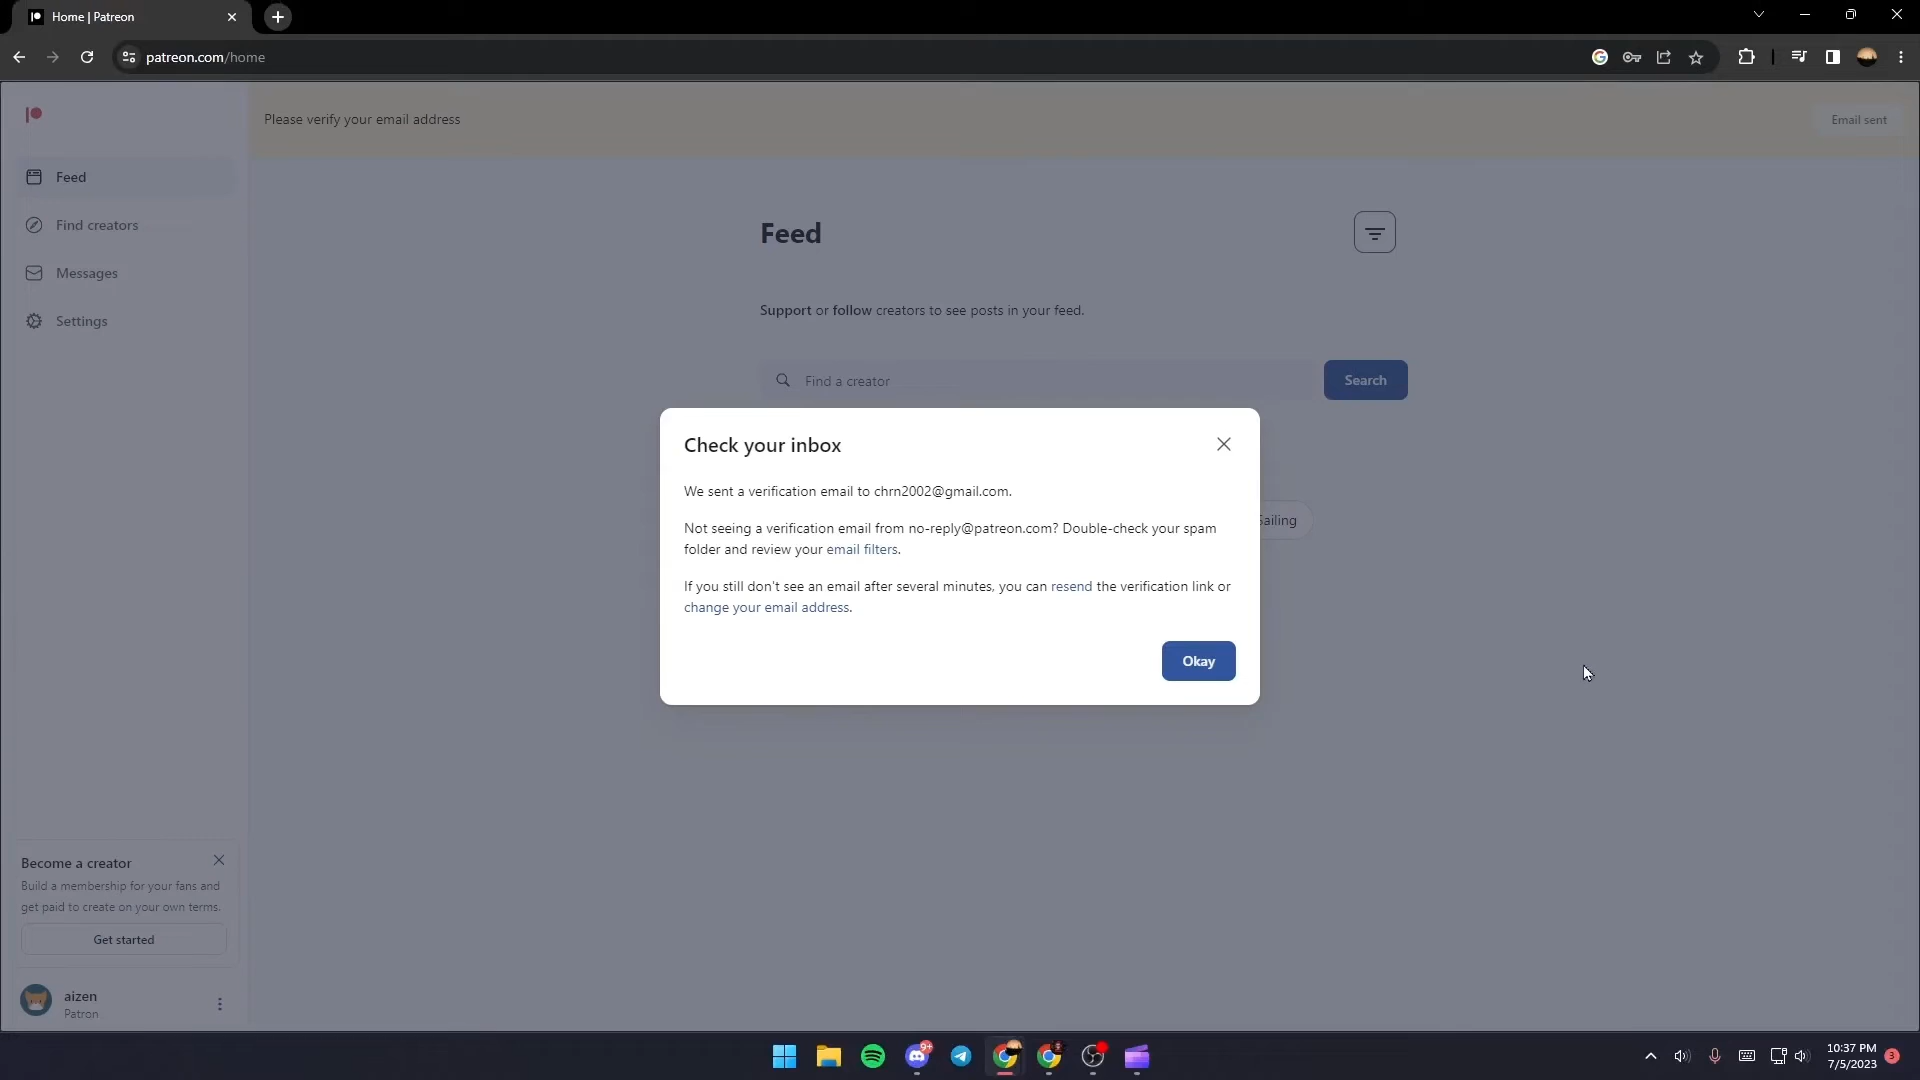 Home | Patreon
patreon.com/home
Please verify your email address
Email sent
Feed
Find creators
Messages
Settings
Feed
Support or follow creators to see posts in your feed.
Find a creator
Search
Sailing
Check your inbox
We sent a verification email to chrn2002@gmail.com.
Not seeing a verification email from no-reply@patreon.com? Double-check your spam
folder and review your email filters.
If you still don't see an email after several minutes, you can resend the verification link or
change your email address.
Okay
Become a creator
Build a membership for your fans and
get paid to create on your own terms.
Get started
aizen
Patron
9+
10:37 PM
7/5/2023
3